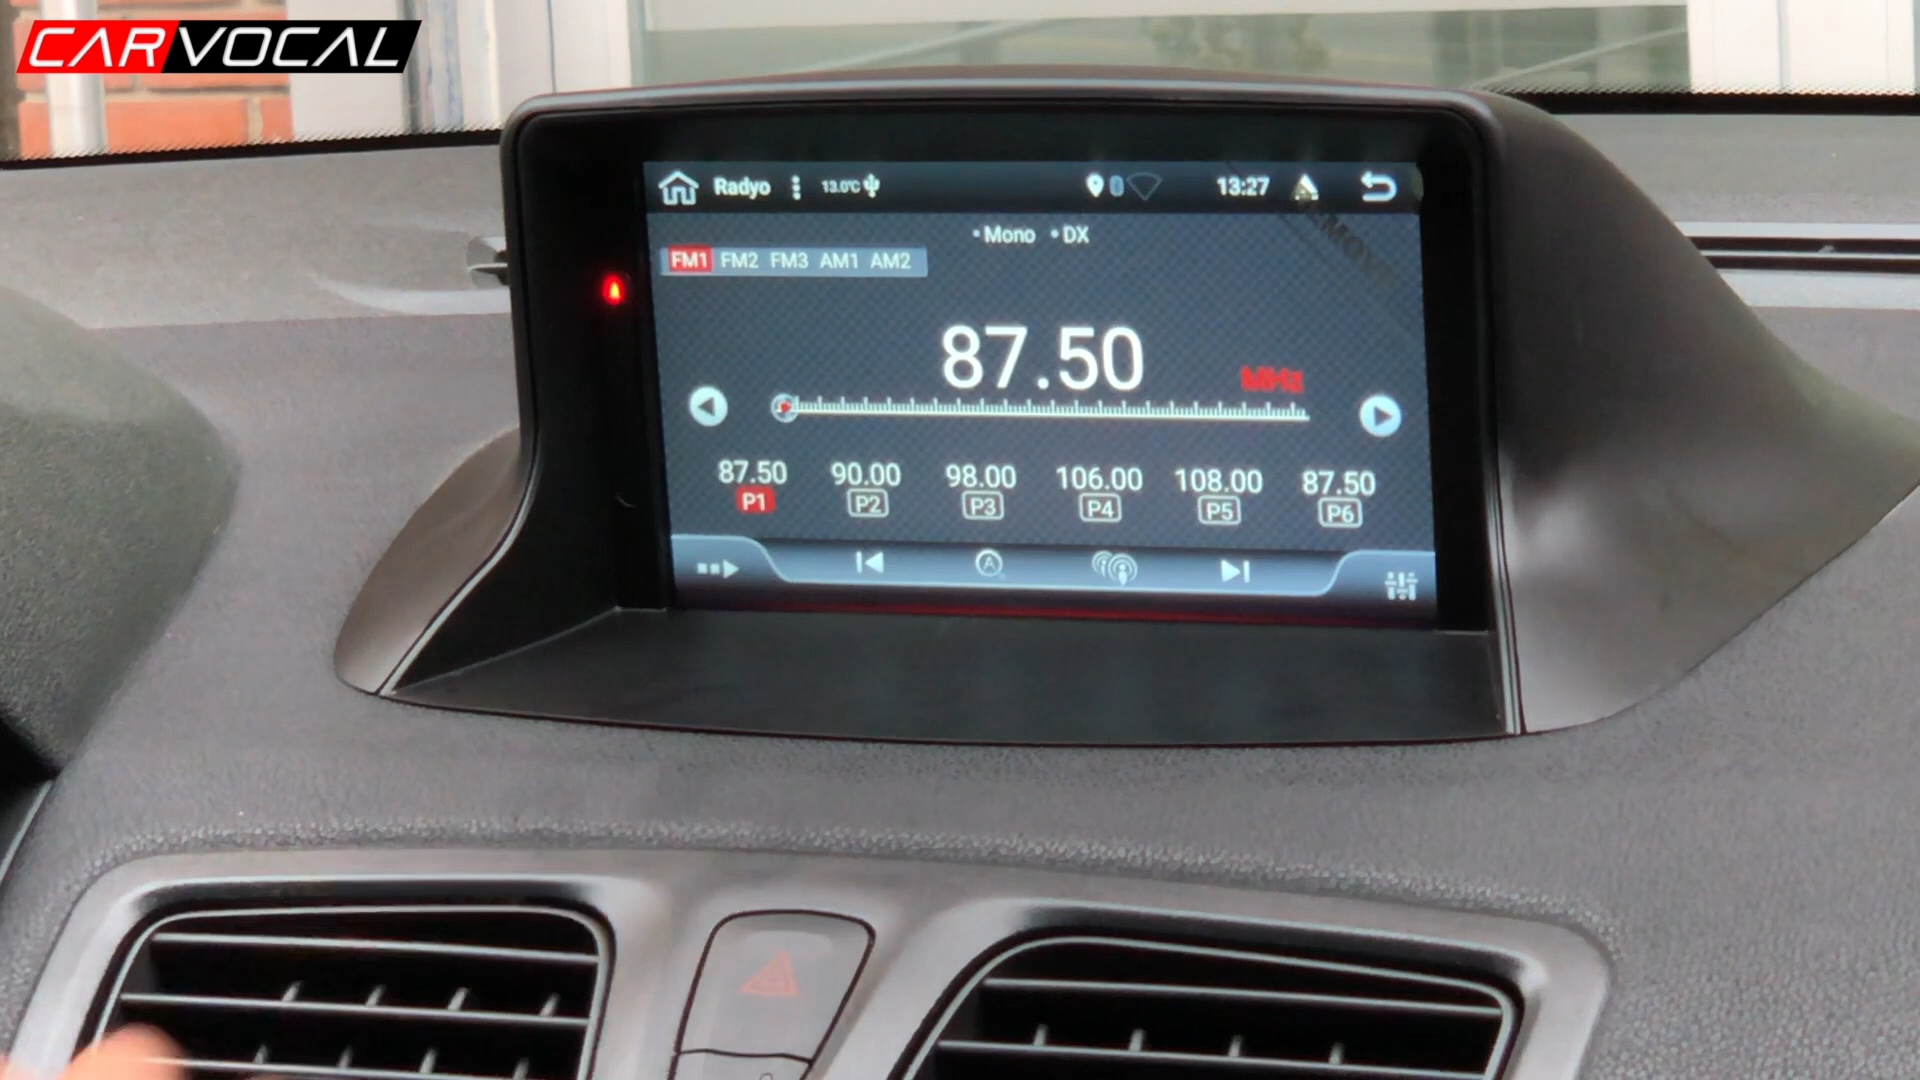 CARVOCAL
Radyo 13.0°C 13:27
Mono DX
FM1 FM2 FM3 AM1 AM2
87.50 MHz
87.50 90.00 98.00 106.00 108.00 87.50
P1 P2 P3 P4 P5 P6